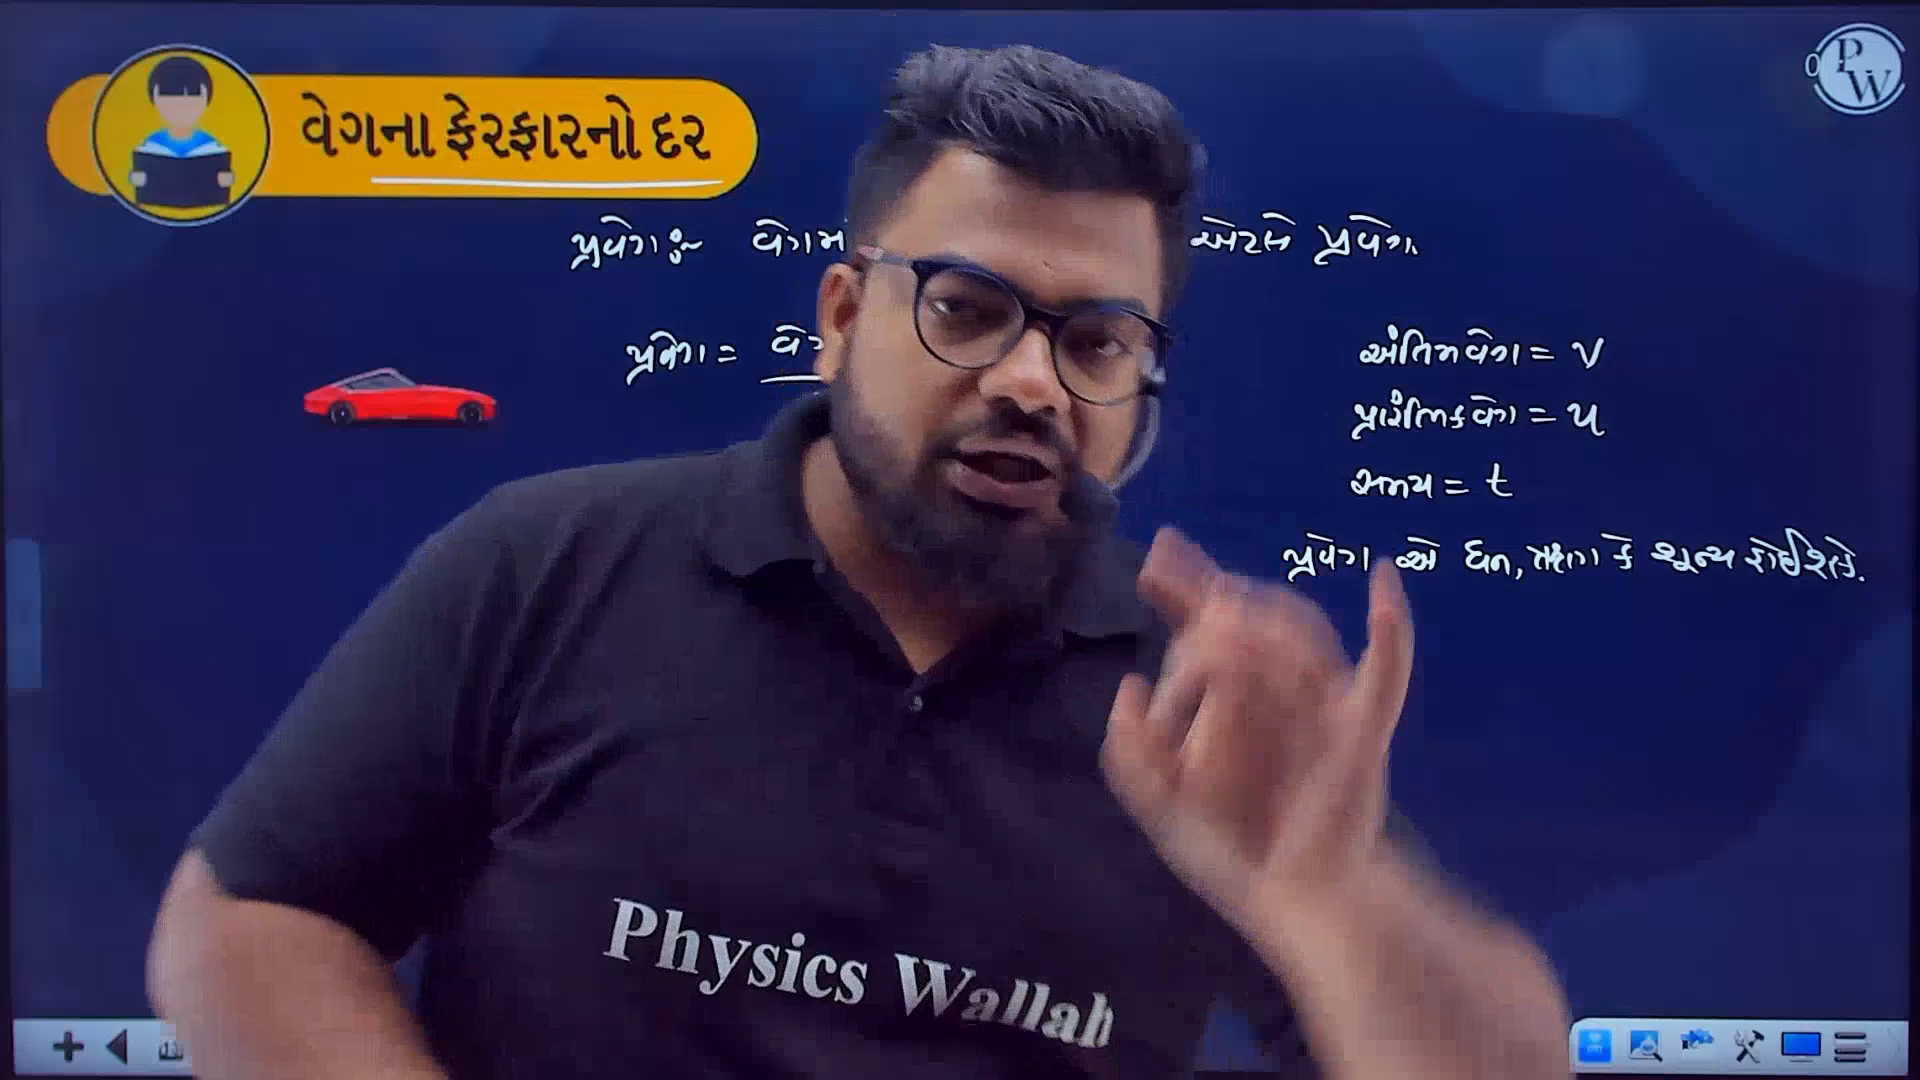 વેગના ફેરફારનો દર
PW
પ્રવેગ :- વેગમાં એટલે પ્રવેગ.
પ્રવેગ =
અંતિમવેગ = v
પ્રારંભિકવેગ = u
સમય = t
પ્રવેગ એ ધન, ઋણ કે શૂન્ય હોઈ શકે.
Physics Wallah